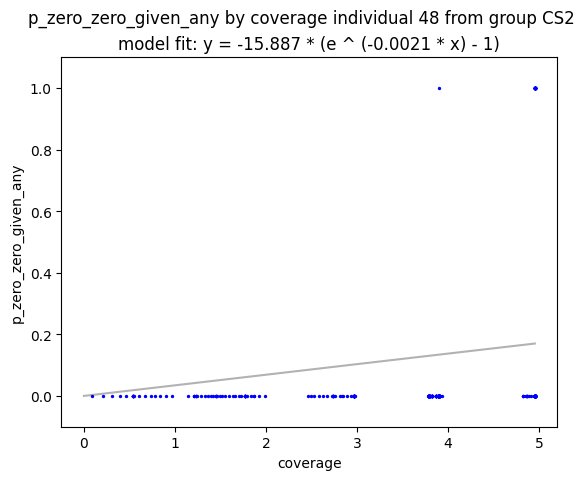 p_zero_zero_given_any by coverage individual 48 from group CS2
model fit: y = -15.887 * (e ^ (-0.0021 * x) - 1)
1.0
0.8
0.6
0.4
0.2
0.0
p_zero_zero_given_any
0 1 2 3 4 5
coverage